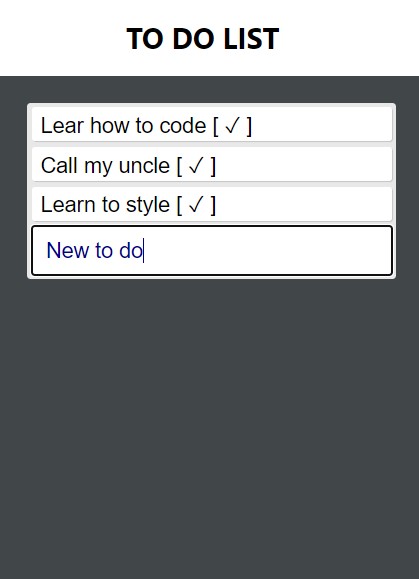 TO DO LIST
Lear how to code [ ✓ ]
Call my uncle [ ✓ ]
Learn to style [ ✓ ]
New to do